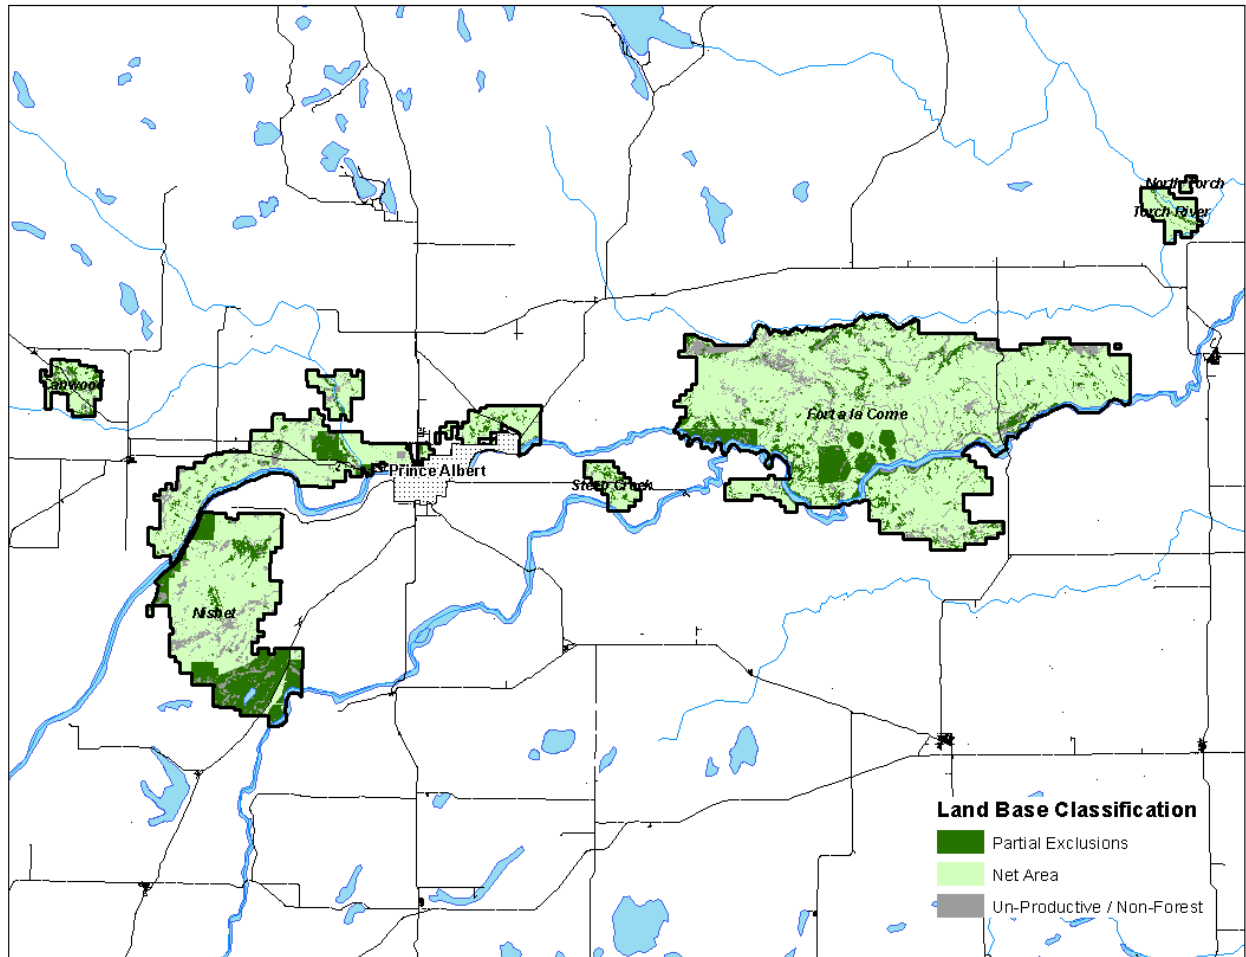 North Torch
Torch River
Canwood
Fort a la Corne
Prince Albert
Steep Creek
Nisbet
Land Base Classification
Partial Exclusions
Net Area
Un-Productive / Non-Forest